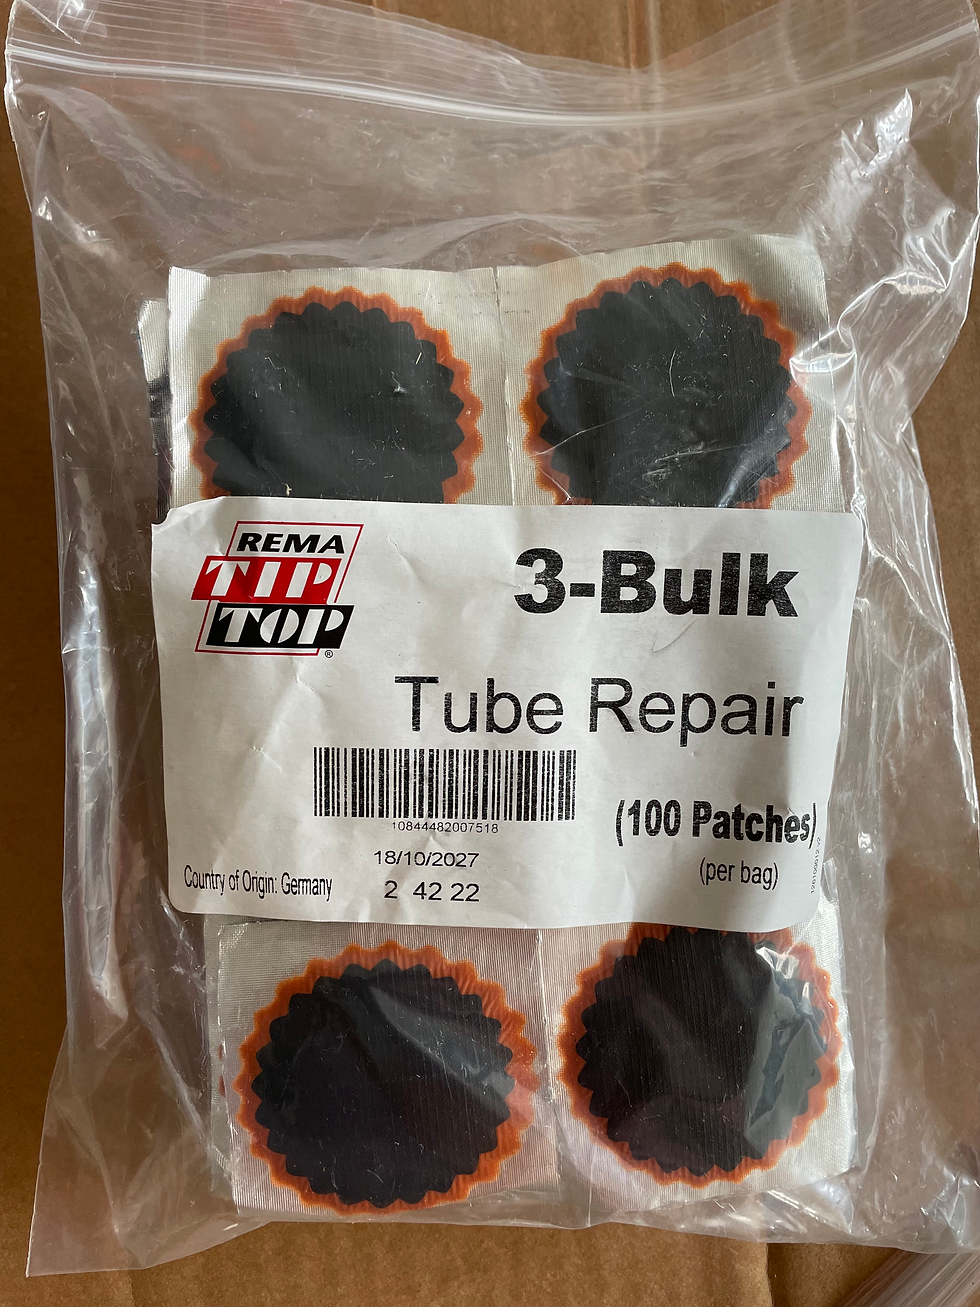 REMA
TIP
TOP
®
3-Bulk
Tube Repair
10844482007518
(100 Patches)
(per bag)
18/10/2027
Country of Origin: Germany
2 42 22